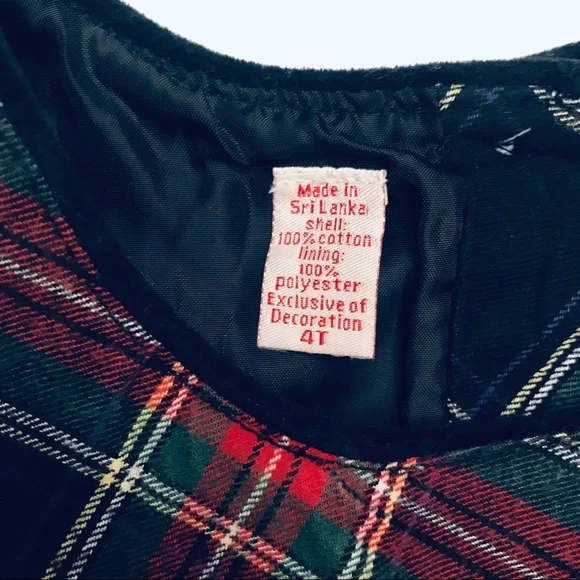 Made in
Sri Lanka
shell:
100% cotton
lining:
100%
polyester
Exclusive of
Decoration
4T